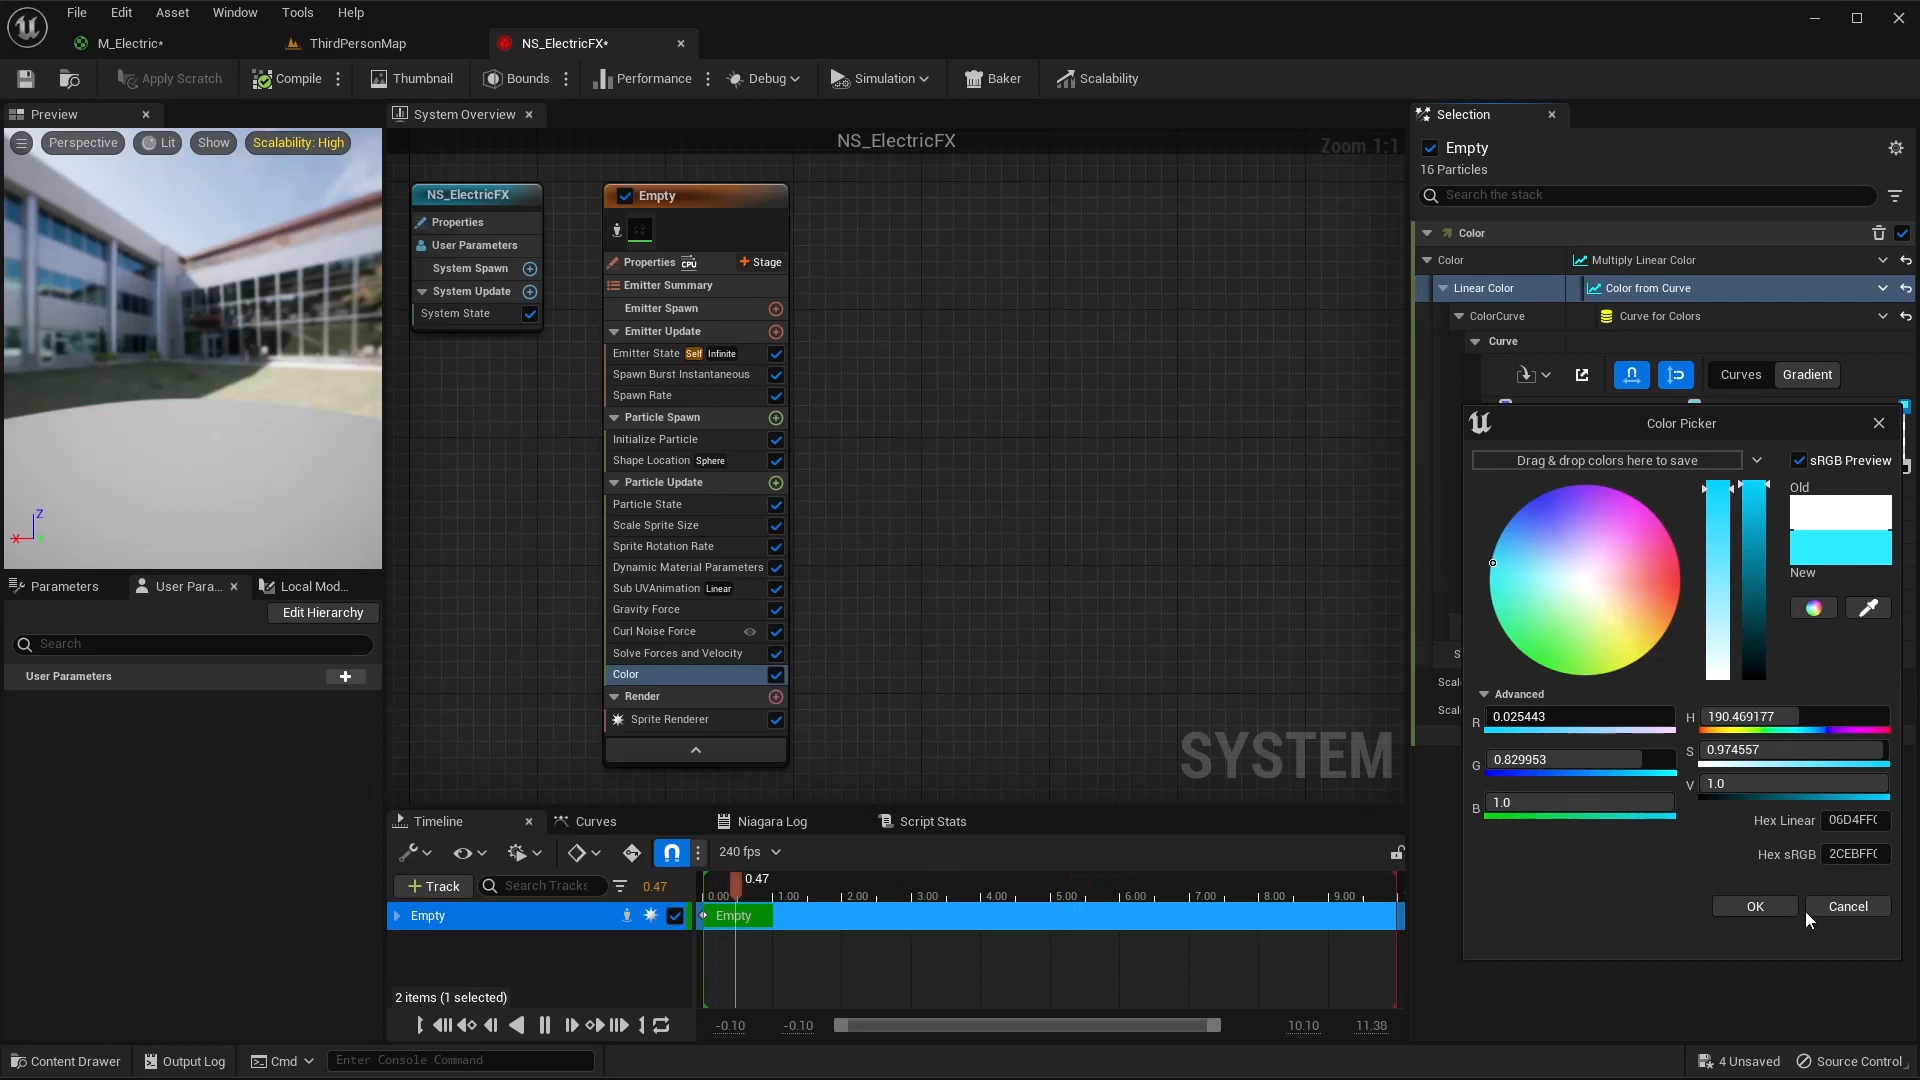 File Edit Asset Window Tools Help
M_Electric* ThirdPersonMap NS_ElectricFX*
Apply Scratch Compile Thumbnail Bounds Performance Debug Simulation Baker Scalability
Preview
Perspective Lit Show Scalability: High
Z
X
Parameters User Para... Local Mod...
Edit Hierarchy
Search
User Parameters
System Overview
NS_ElectricFX
Zoom 1:1
NS_ElectricFX
Properties
User Parameters
System Spawn
System Update
System State
Empty
Properties CPU Stage
Emitter Summary
Emitter Spawn
Emitter Update
Emitter State Self Infinite
Spawn Burst Instantaneous
Spawn Rate
Particle Spawn
Initialize Particle
Shape Location Sphere
Particle Update
Particle State
Scale Sprite Size
Sprite Rotation Rate
Dynamic Material Parameters
Sub UVAnimation Linear
Gravity Force
Curl Noise Force
Solve Forces and Velocity
Color
Render
Sprite Renderer
SYSTEM
Timeline Curves Niagara Log Script Stats
240 fps
+ Track Search Tracks 0.47
0.47
0.00 1.00 2.00 3.00 4.00 5.00 6.00 7.00 8.00 9.00
Empty Empty
2 items (1 selected)
-0.10 -0.10 10.10 11.38
Selection
Empty
16 Particles
Search the stack
Color
Color Multiply Linear Color
Linear Color Color from Curve
ColorCurve Curve for Colors
Curve
Curves Gradient
S
Scal
Scal
Color Picker
Drag & drop colors here to save sRGB Preview
Old
New
Advanced
R 0.025443 H 190.469177
G 0.829953 S 0.974557
B 1.0 V 1.0
Hex Linear 06D4FF
Hex sRGB 2CEBFF
OK Cancel
Content Drawer Output Log Cmd Enter Console Command 4 Unsaved Source Control